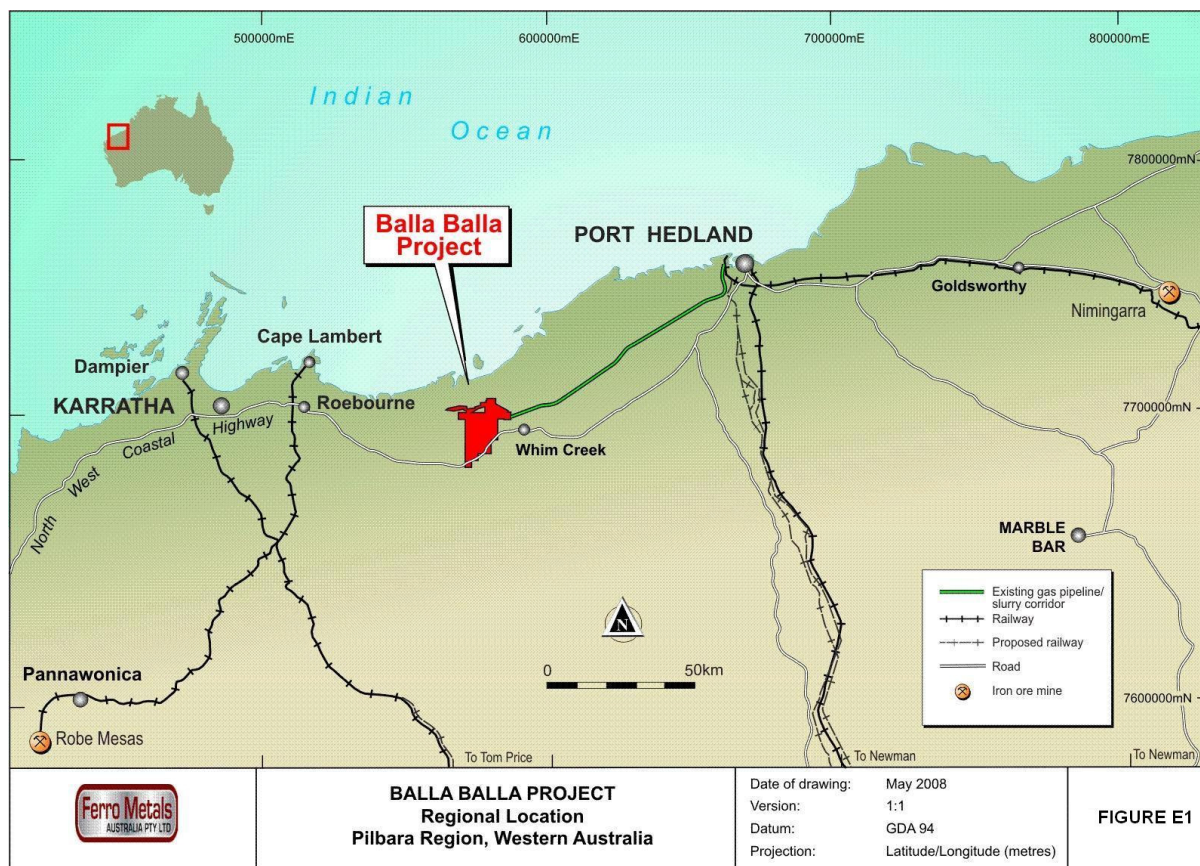 500000mE
600000mE
700000mE
800000mE
Indian
Ocean
7800000mN
Balla Balla
Project
PORT HEDLAND
Goldsworthy
Nimingarra
Cape Lambert
Dampier
KARRATHA
Roebourne
7700000mN
North West Coastal Highway
Whim Creek
MARBLE
BAR
Existing gas pipeline/
slurry corridor
Railway
Proposed railway
Road
Iron ore mine
N
0
50km
Pannawonica
7600000mN
Robe Mesas
To Tom Price
To Newman
To Newman
Ferro Metals
AUSTRALIA PTY LTD
BALLA BALLA PROJECT
Regional Location
Pilbara Region, Western Australia
Date of drawing: May 2008
Version: 1:1
Datum: GDA 94
Projection: Latitude/Longitude (metres)
FIGURE E1